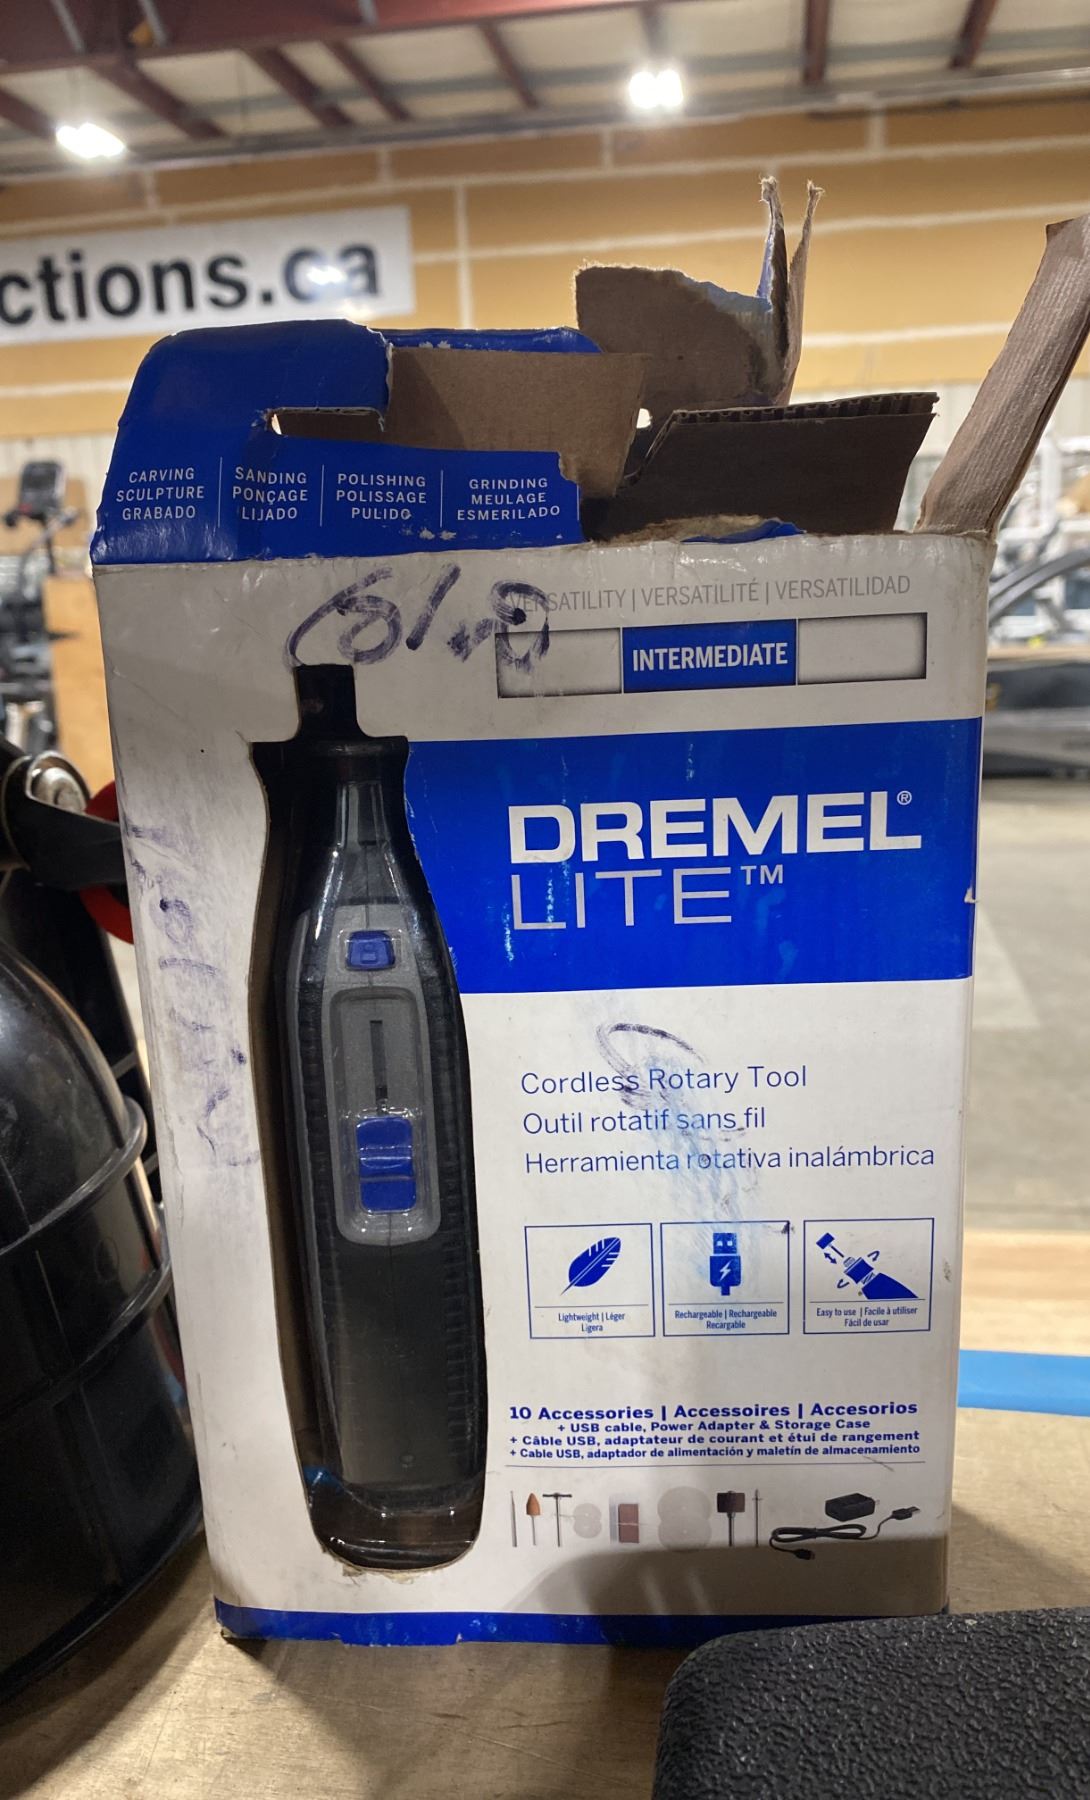 ctions.ca
CARVING
SCULPTURE
GRABADO
SANDING
PONÇAGE
LIJADO
POLISHING
POLISSAGE
PULIDO
GRINDING
MEULAGE
ESMERILADO
VERSATILITY | VERSATILITÉ | VERSATILIDAD
INTERMEDIATE
DREMEL®
LITE™
Cordless Rotary Tool
Outil rotatif sans fil
Herramienta rotativa inalámbrica
Lightweight | Léger
Ligera
Rechargeable | Rechargeable
Recargable
Easy to use | Facile à utiliser
Fácil de usar
10 Accessories | Accessoires | Accesorios
+ USB cable, Power Adapter & Storage Case
+ Câble USB, adaptateur de courant et étui de rangement
+ Cable USB, adaptador de alimentación y maletín de almacenamiento